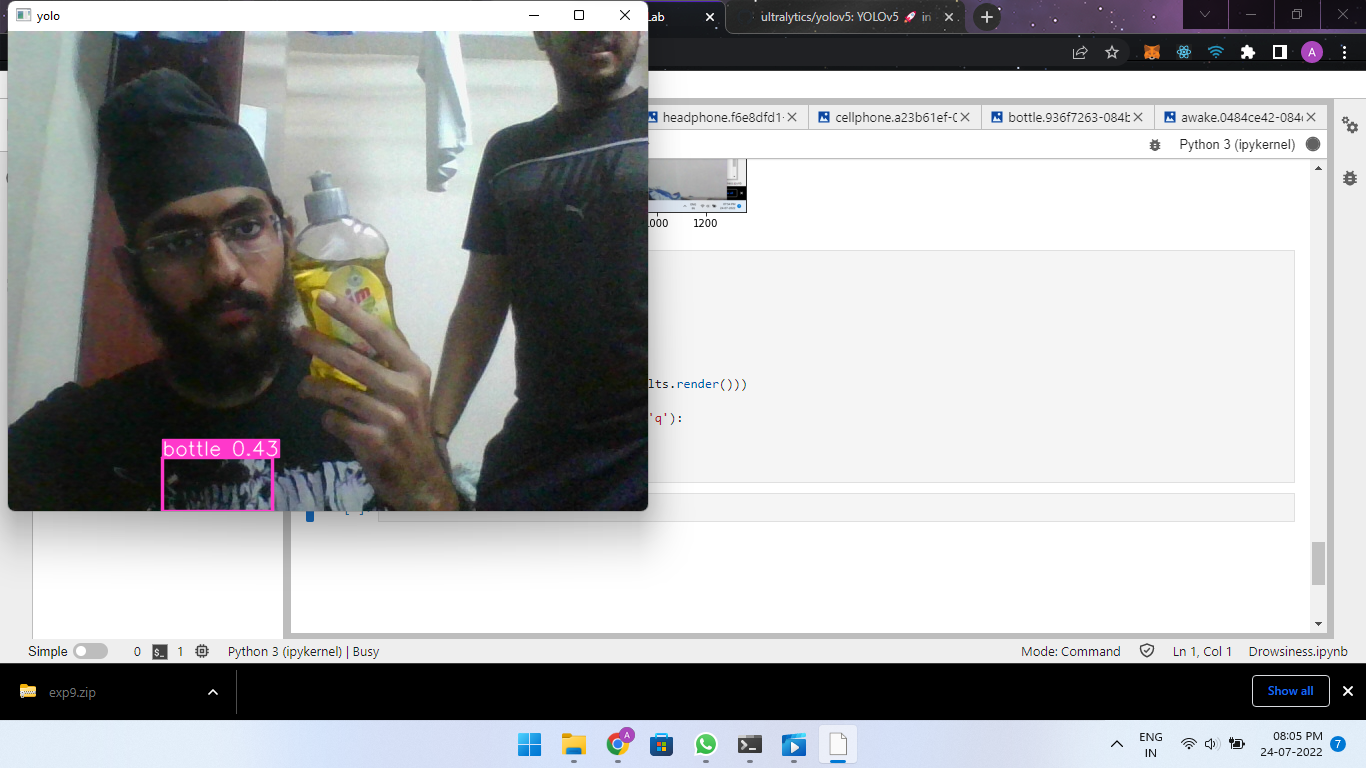 yolo
Lab
ultralytics/yolov5: YOLOv5 🚀 in
A
headphone.f6e8dfd1-
cellphone.a23b61ef-0
bottle.936f7263-084b
awake.0484ce42-084
Python 3 (ipykernel)
1000
1200
lts.render()))
'q'):
im
bottle 0.43
Simple
0
1
Python 3 (ipykernel) | Busy
Mode: Command
Ln 1, Col 1
Drowsiness.ipynb
exp9.zip
Show all
A
ENG
IN
08:05 PM
24-07-2022
7